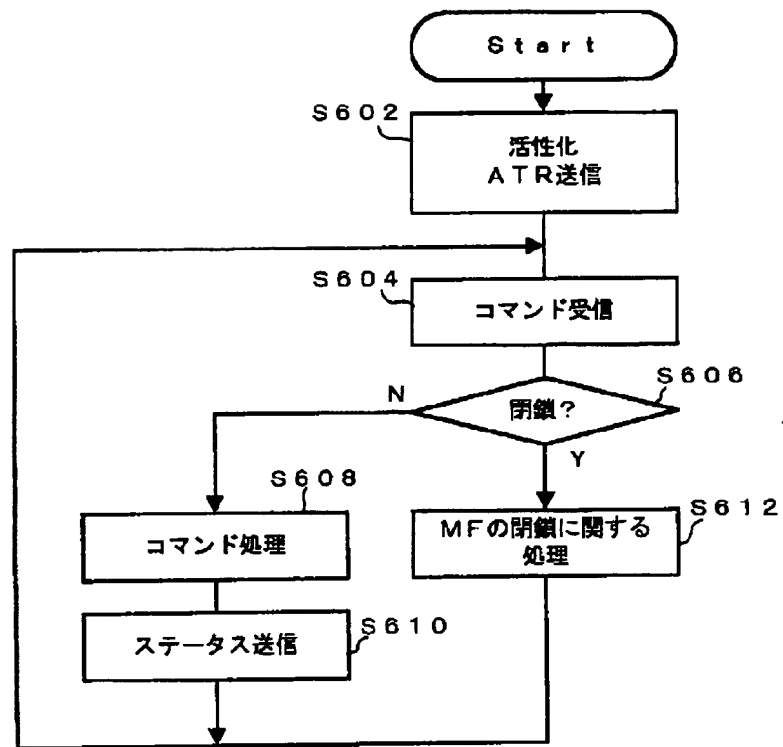 Ｓｔａｒｔ
Ｓ６０２
活性化
ＡＴＲ送信
Ｓ６０４
コマンド受信
Ｓ６０６
閉鎖？
Ｎ
Ｙ
Ｓ６０８
コマンド処理
Ｓ６１２
ＭＦの閉鎖に関する
処理
Ｓ６１０
ステータス送信